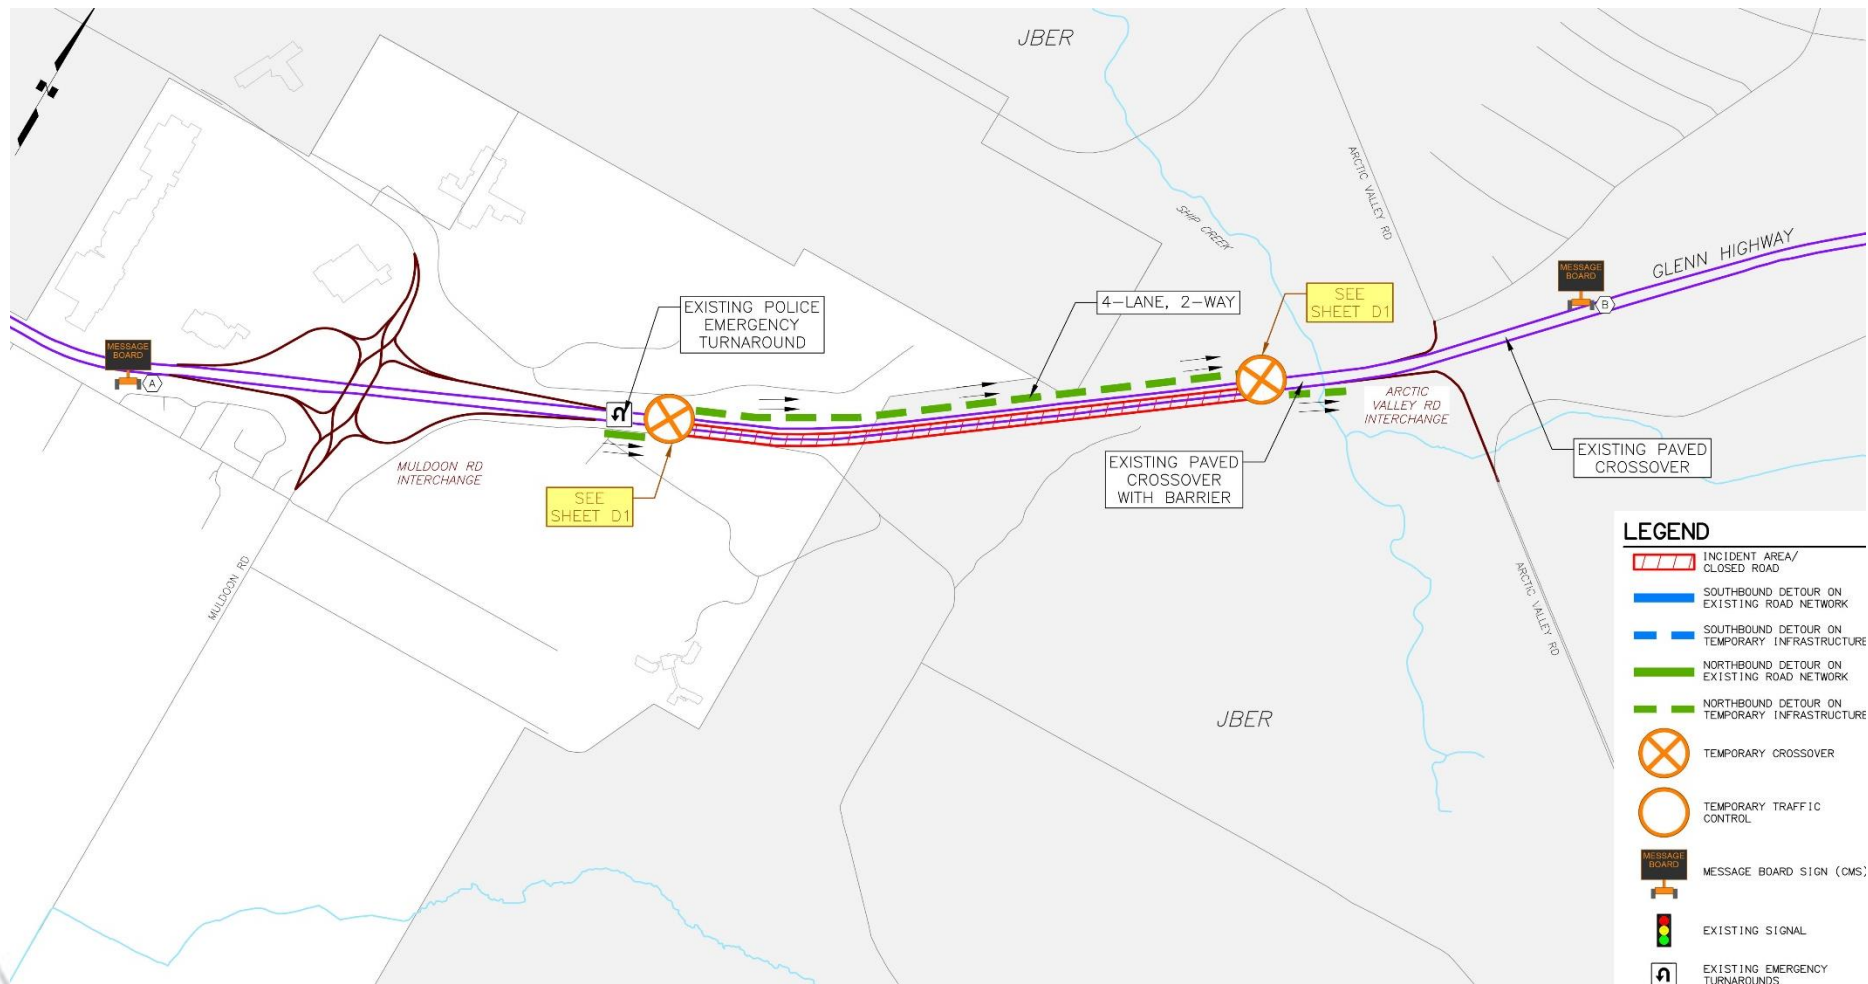 JBER
ARCTIC VALLEY RD
SHIP CREEK
GLENN HIGHWAY
MESSAGE
BOARD
B
4-LANE, 2-WAY
SEE
SHEET D1
EXISTING POLICE
EMERGENCY
TURNAROUND
MESSAGE
BOARD
A
ARCTIC
VALLEY RD
INTERCHANGE
EXISTING PAVED
CROSSOVER
EXISTING PAVED
CROSSOVER
WITH BARRIER
MULDOON RD
INTERCHANGE
SEE
SHEET D1
MULDOON RD
ARCTIC VALLEY RD
JBER
LEGEND
INCIDENT AREA/
CLOSED ROAD
SOUTHBOUND DETOUR ON
EXISTING ROAD NETWORK
SOUTHBOUND DETOUR ON
TEMPORARY INFRASTRUCTURE
NORTHBOUND DETOUR ON
EXISTING ROAD NETWORK
NORTHBOUND DETOUR ON
TEMPORARY INFRASTRUCTURE
TEMPORARY CROSSOVER
TEMPORARY TRAFFIC
CONTROL
MESSAGE
BOARD
MESSAGE BOARD SIGN (CMS)
EXISTING SIGNAL
EXISTING EMERGENCY
TURNAROUNDS